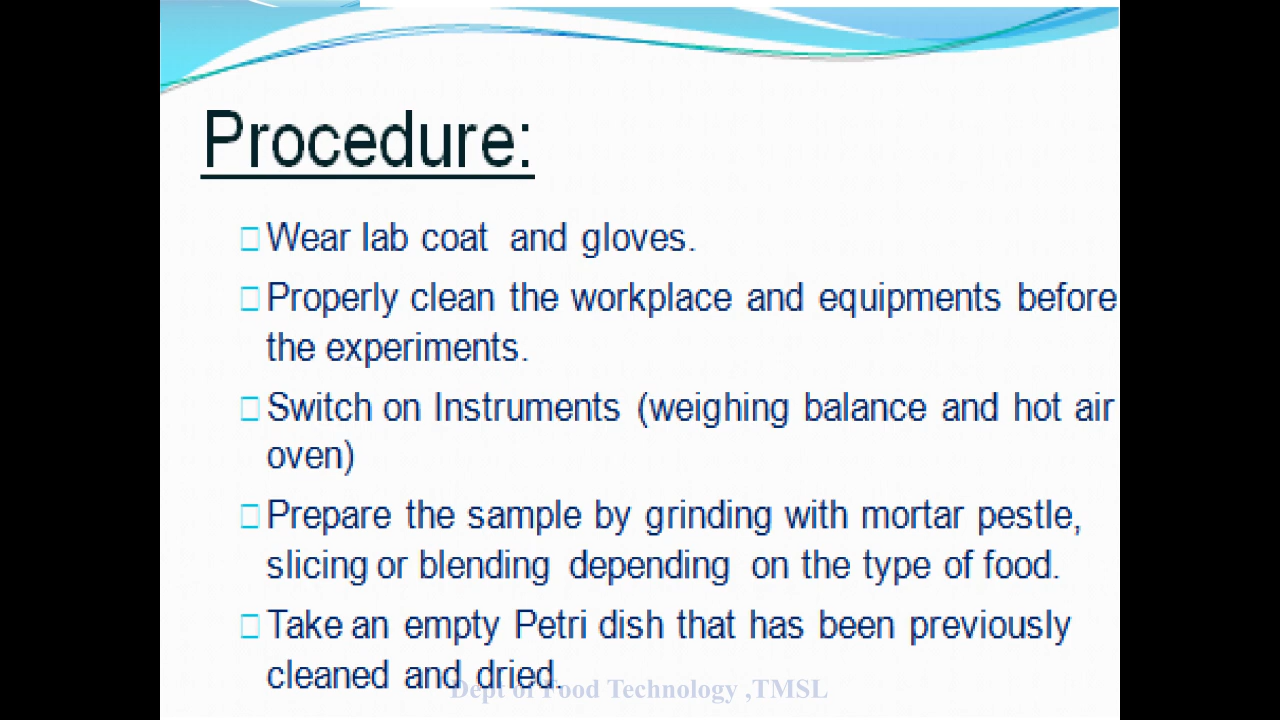 Procedure:
Wear lab coat and gloves.
Properly clean the workplace and equipments before
the experiments.
Switch on Instruments (weighing balance and hot air
oven)
Prepare the sample by grinding with mortar pestle,
slicing or blending depending on the type of food.
Take an empty Petri dish that has been previously
cleaned and dried.
Dept of Food Technology ,TMSL